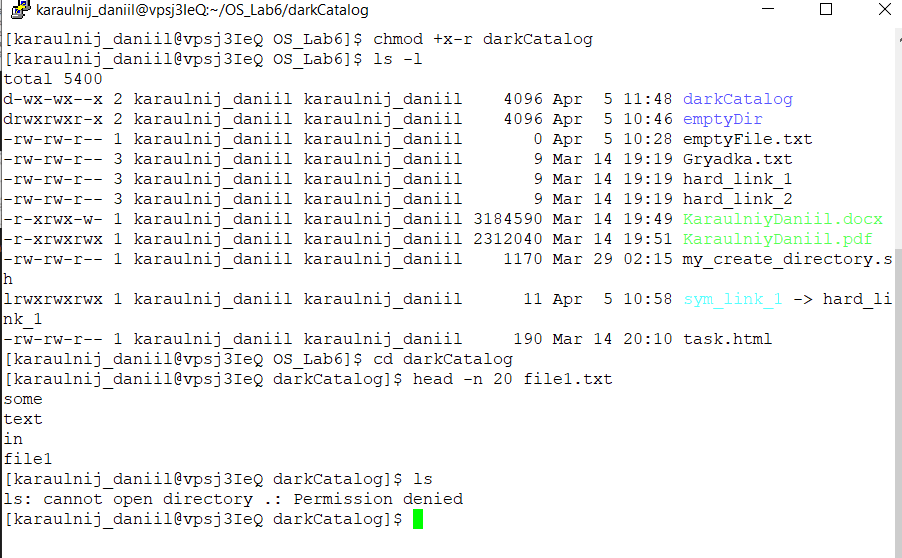 karaulnij_daniil@vpsj3IeQ:~/OS_Lab6/darkCatalog
[karaulnij_daniil@vpsj3IeQ OS_Lab6]$ chmod +x-r darkCatalog
[karaulnij_daniil@vpsj3IeQ OS_Lab6]$ ls -l
total 5400
d-wx-wx--x 2 karaulnij_daniil karaulnij_daniil    4096 Apr  5 11:48 darkCatalog
drwxrwxr-x 2 karaulnij_daniil karaulnij_daniil    4096 Apr  5 10:46 emptyDir
-rw-rw-r-- 1 karaulnij_daniil karaulnij_daniil       0 Apr  5 10:28 emptyFile.txt
-rw-rw-r-- 3 karaulnij_daniil karaulnij_daniil       9 Mar 14 19:19 Gryadka.txt
-rw-rw-r-- 3 karaulnij_daniil karaulnij_daniil       9 Mar 14 19:19 hard_link_1
-rw-rw-r-- 3 karaulnij_daniil karaulnij_daniil       9 Mar 14 19:19 hard_link_2
-r-xrwx-w- 1 karaulnij_daniil karaulnij_daniil 3184590 Mar 14 19:49 KaraulniyDaniil.docx
-r-xrwxrwx 1 karaulnij_daniil karaulnij_daniil 2312040 Mar 14 19:51 KaraulniyDaniil.pdf
-rw-rw-r-- 1 karaulnij_daniil karaulnij_daniil    1170 Mar 29 02:15 my_create_directory.s
h
lrwxrwxrwx 1 karaulnij_daniil karaulnij_daniil      11 Apr  5 10:58 sym_link_1 -> hard_li
nk_1
-rw-rw-r-- 1 karaulnij_daniil karaulnij_daniil     190 Mar 14 20:10 task.html
[karaulnij_daniil@vpsj3IeQ OS_Lab6]$ cd darkCatalog
[karaulnij_daniil@vpsj3IeQ darkCatalog]$ head -n 20 file1.txt
some
text
in
file1
[karaulnij_daniil@vpsj3IeQ darkCatalog]$ ls
ls: cannot open directory .: Permission denied
[karaulnij_daniil@vpsj3IeQ darkCatalog]$